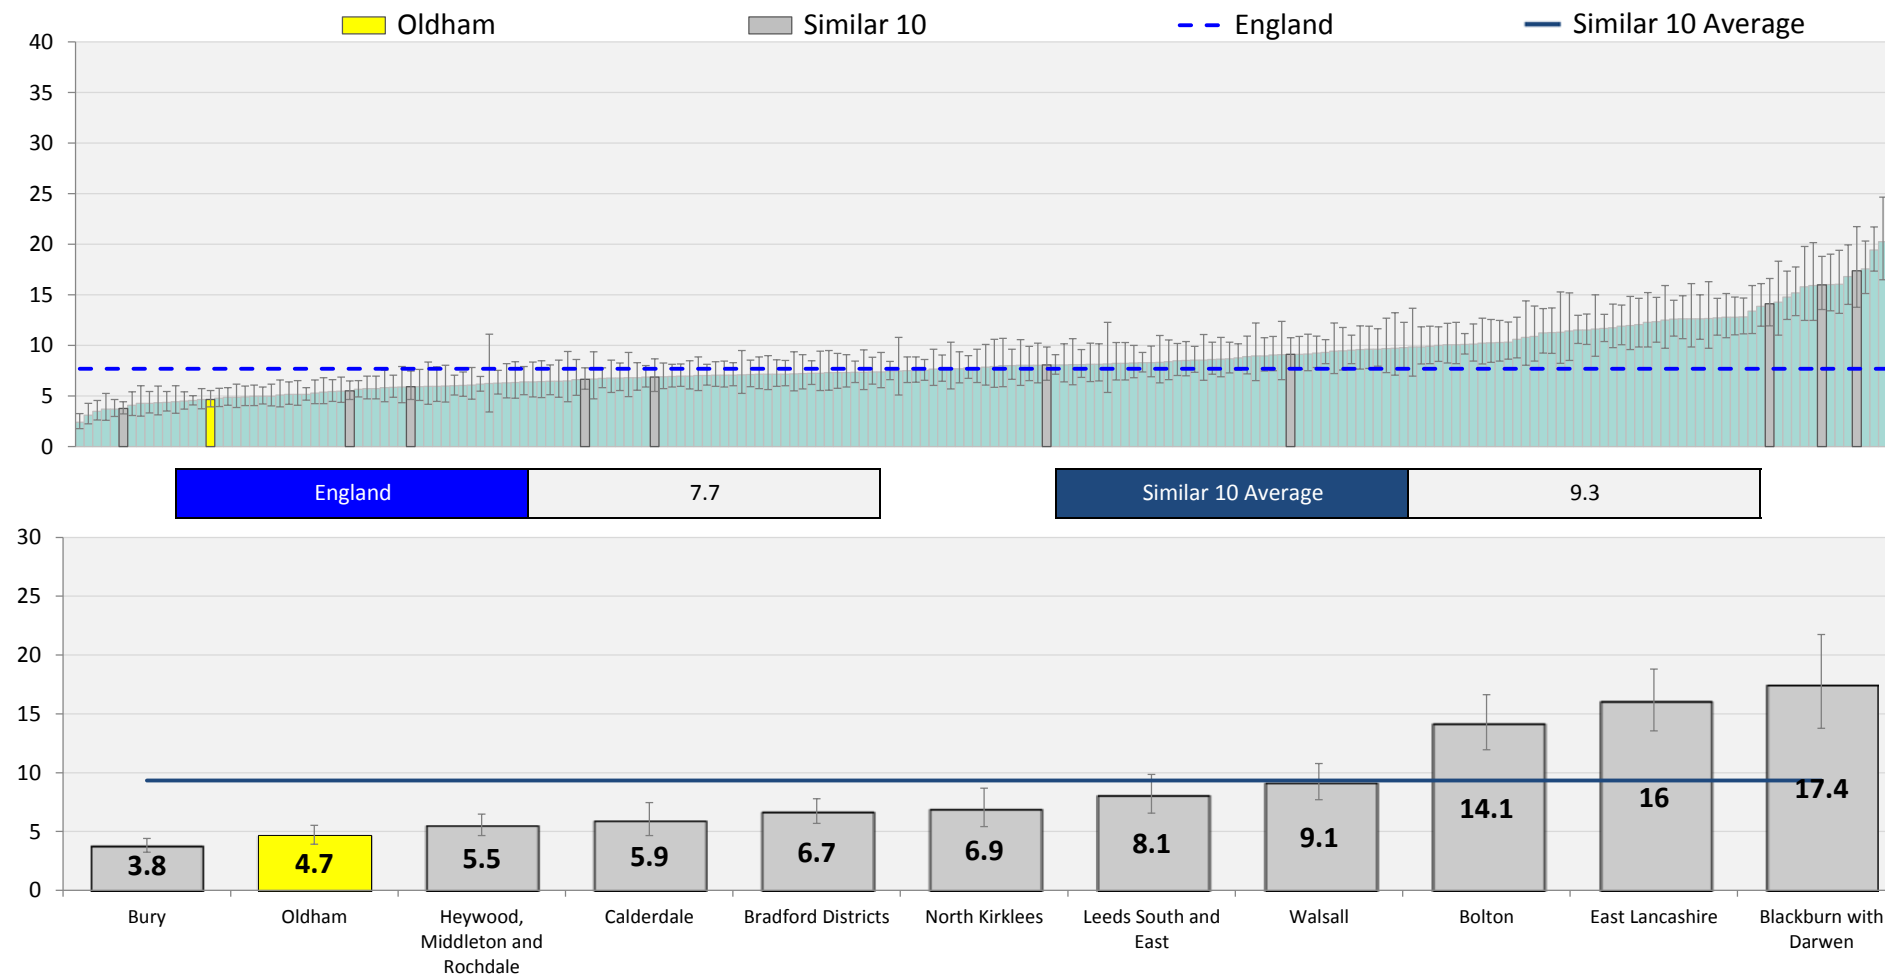 Oldham
Similar 10
England
Similar 10 Average
40
35
30
25
20
15
10
5
0
England
7.7
Similar 10 Average
9.3
30
25
20
15
10
5
0
3.8
4.7
5.5
5.9
6.7
6.9
8.1
9.1
14.1
16
17.4
Bury
Oldham
Heywood,
Middleton and
Rochdale
Calderdale
Bradford Districts
North Kirklees
Leeds South and
East
Walsall
Bolton
East Lancashire
Blackburn with
Darwen